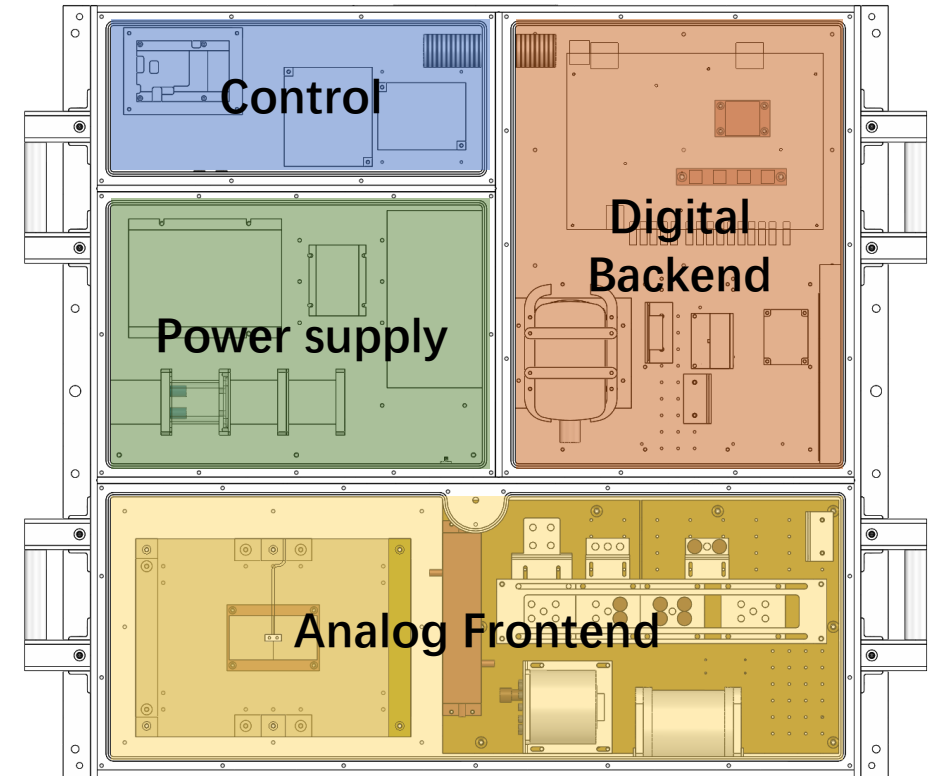 Control
Digital
Backend
Power supply
Analog Frontend